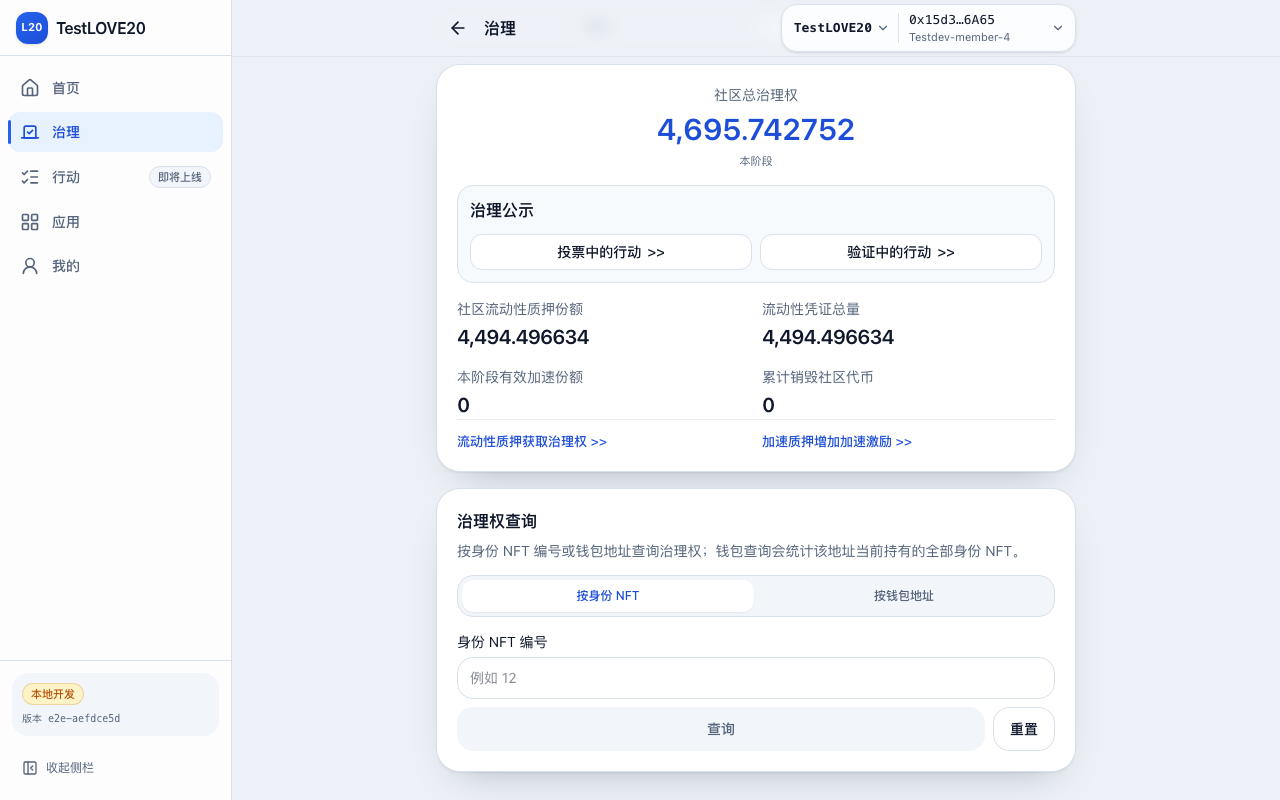 L20 TestLOVE20
首页
治理
行动 即将上线
应用
我的
本地开发
版本 e2e-aefdce5d
收起侧栏
治理
TestLOVE20
0x15d3…6A65
Testdev-member-4
社区总治理权
4,695.742752
本阶段
治理公示
投票中的行动 >> 验证中的行动 >>
社区流动性质押份额 流动性凭证总量
4,494.496634 4,494.496634
本阶段有效加速份额 累计销毁社区代币
0 0
流动性质押获取治理权 >> 加速质押增加加速激励 >>
治理权查询
按身份 NFT 编号或钱包地址查询治理权；钱包查询会统计该地址当前持有的全部身份 NFT。
按身份 NFT 按钱包地址
身份 NFT 编号
例如 12
查询 重置